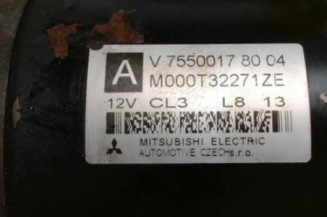 A
V 7550017 80 04
M000T32271ZE
12V CL3 L8 13
MITSUBISHI ELECTRIC
AUTOMOTIVE CZECH s.r.o.